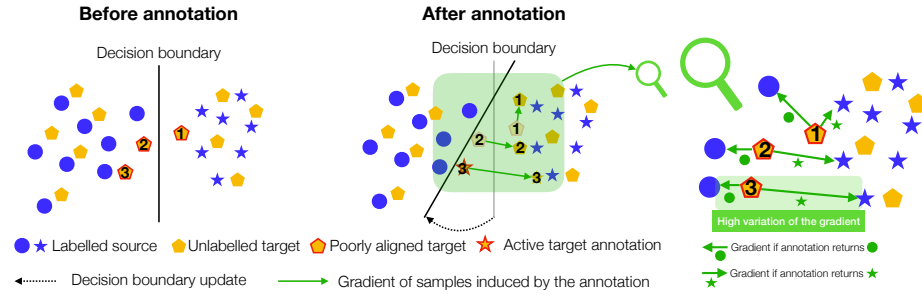 Before annotation
After annotation
Decision boundary
Decision boundary
1
2
3
1
1
2
2
3
3
1
2
3
High variation of the gradient
Labelled source
Unlabelled target
Poorly aligned target
Active target annotation
Gradient if annotation returns
Decision boundary update
Gradient of samples induced by the annotation
Gradient if annotation returns